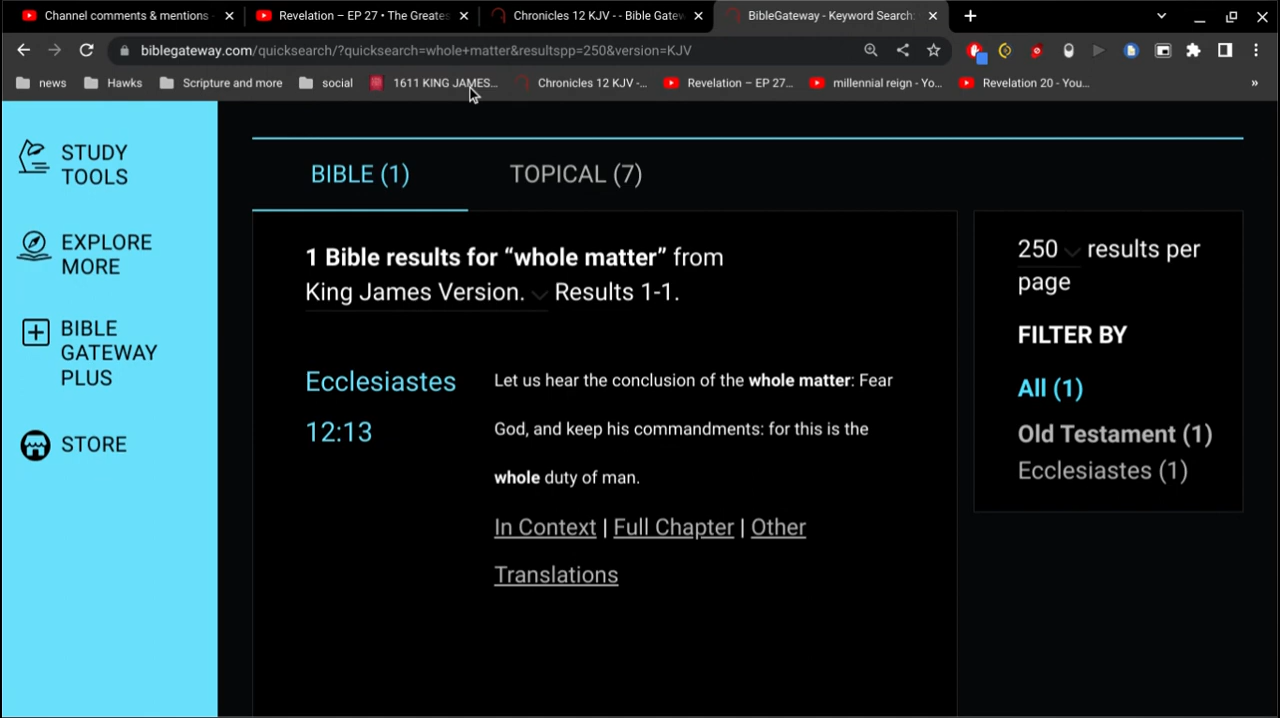 Channel comments & mentions
Revelation – EP 27 • The Greates
Chronicles 12 KJV - - Bible Gatew
BibleGateway - Keyword Search:
biblegateway.com/quicksearch/?quicksearch=whole+matter&resultspp=250&version=KJV
news
Hawks
Scripture and more
social
1611 KING JAMES...
Chronicles 12 KJV -...
Revelation – EP 27...
millennial reign - Yo...
Revelation 20 - You...
»
STUDY
TOOLS
EXPLORE
MORE
BIBLE
GATEWAY
PLUS
STORE
BIBLE (1)
TOPICAL (7)
1 Bible results for “whole matter” from
King James Version. Results 1-1.
Ecclesiastes
12:13
Let us hear the conclusion of the whole matter: Fear
God, and keep his commandments: for this is the
whole duty of man.
In Context | Full Chapter | Other
Translations
250 results per
page
FILTER BY
All (1)
Old Testament (1)
Ecclesiastes (1)